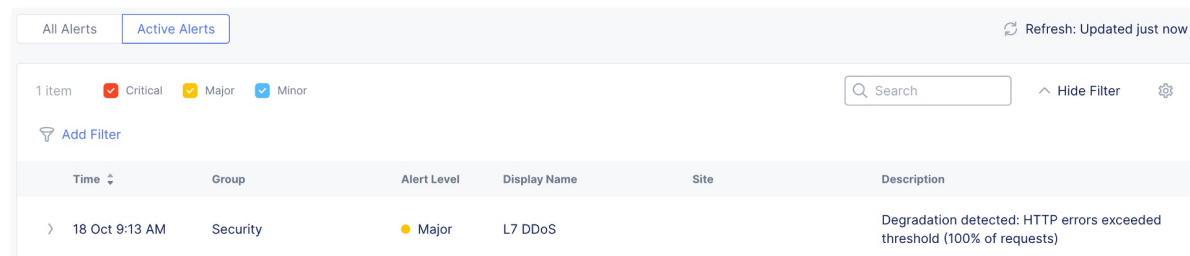 All Alerts Active Alerts Refresh: Updated just now
1 item Critical Major Minor Search Hide Filter
Add Filter
Time Group Alert Level Display Name Site Description
18 Oct 9:13 AM Security Major L7 DDoS Degradation detected: HTTP errors exceeded
threshold (100% of requests)